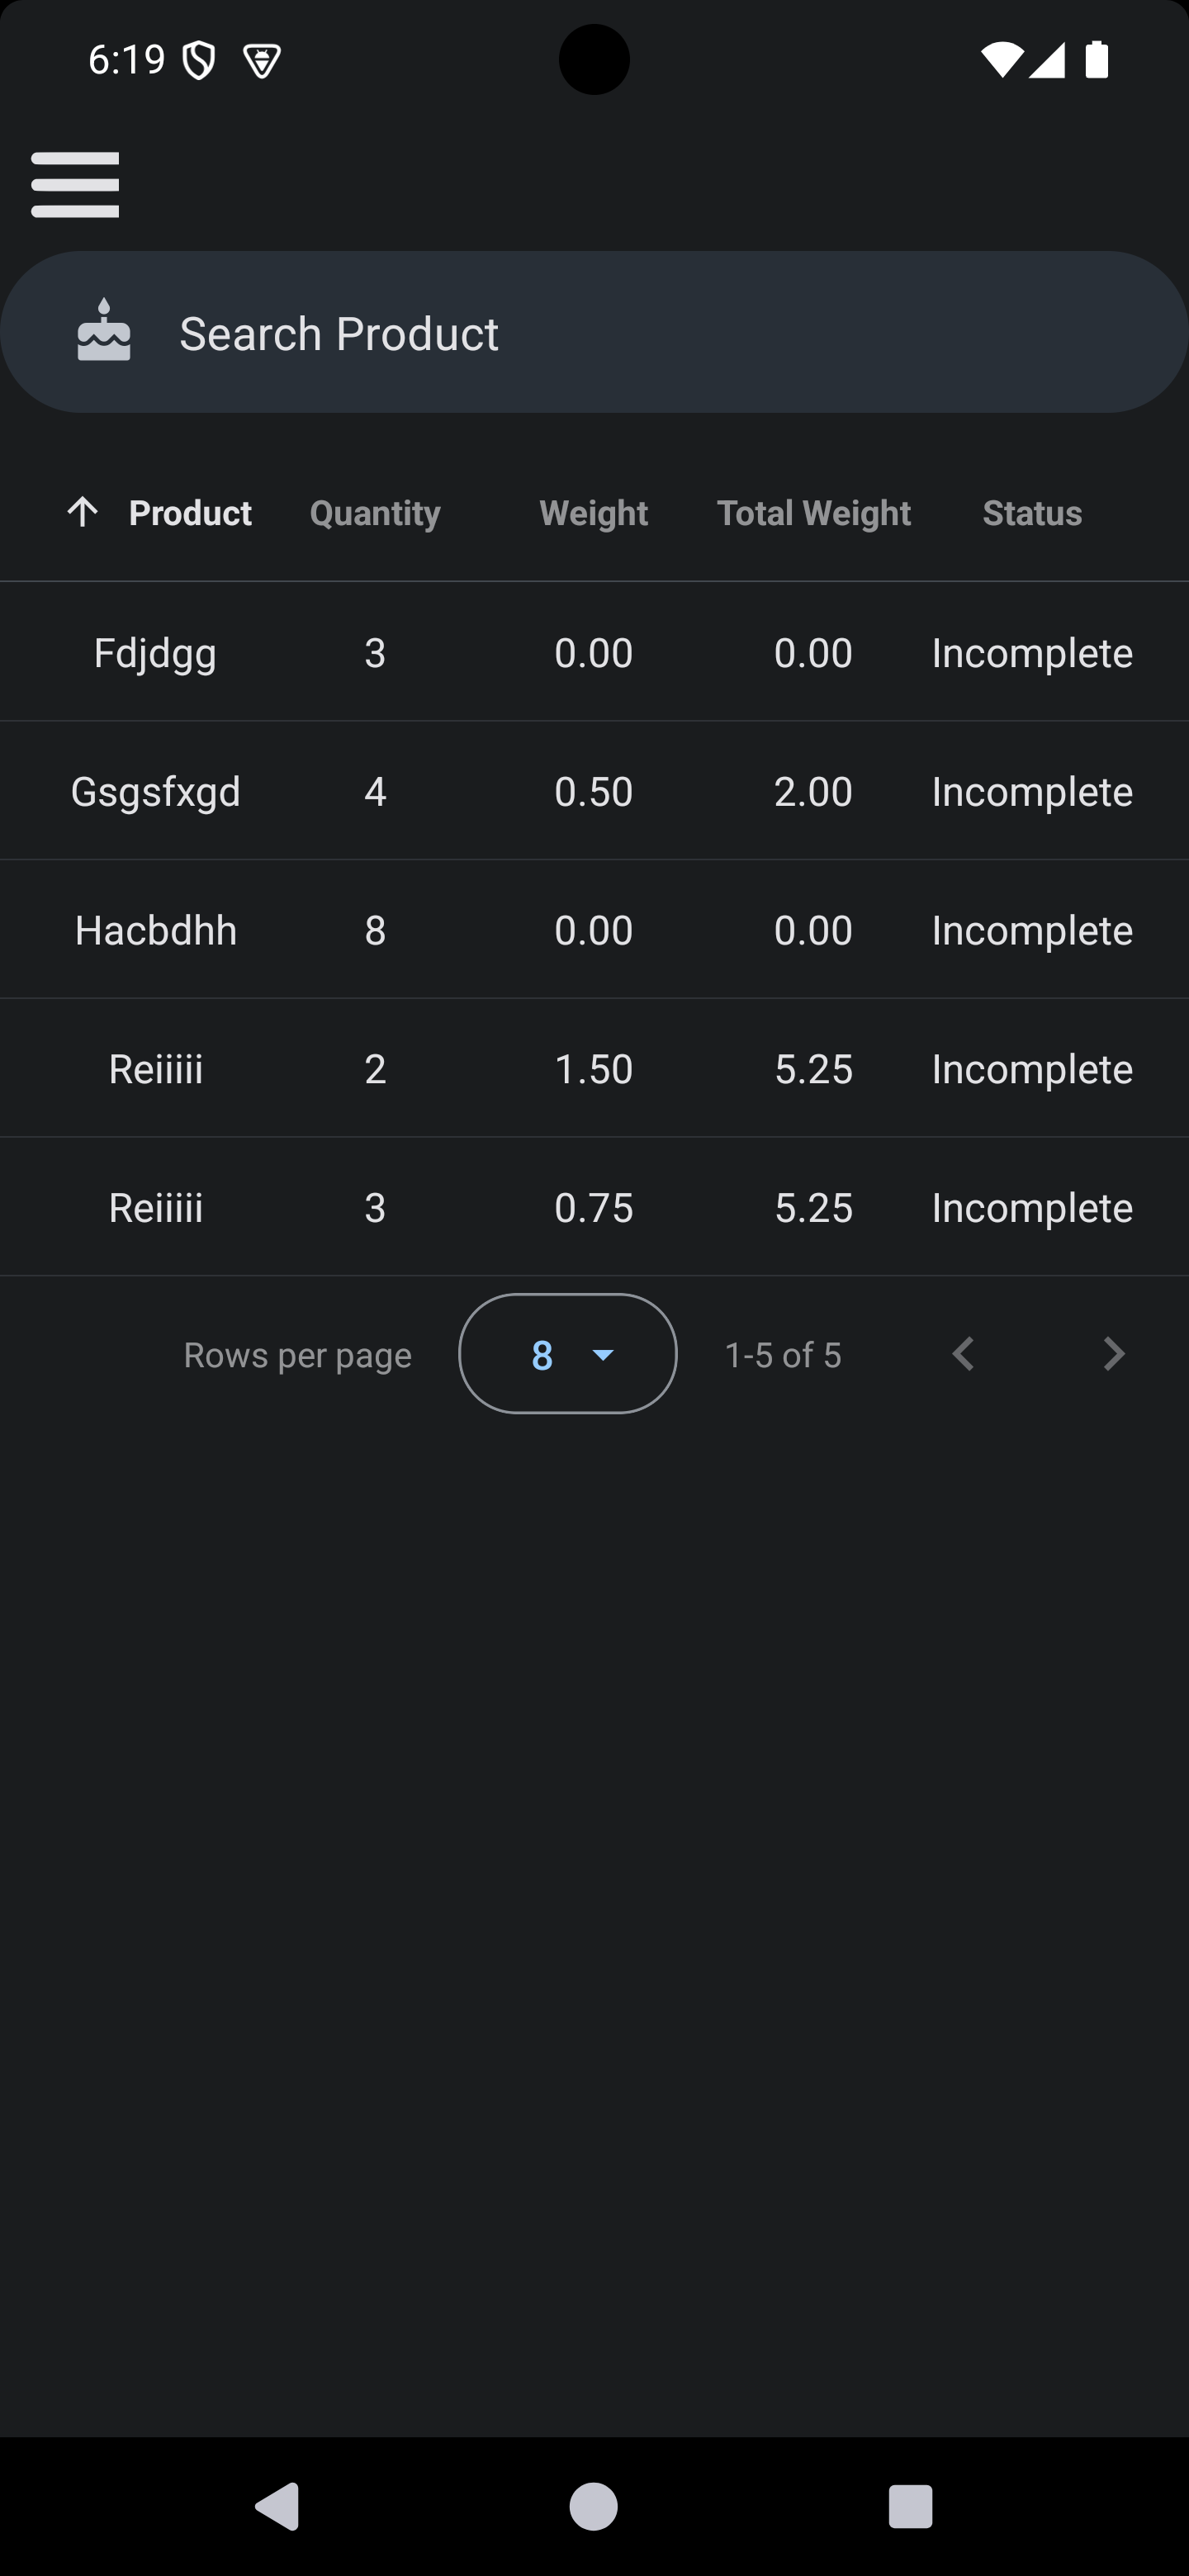 6:19
Search Product
Product Quantity Weight Total Weight Status
Fdjdgg 3 0.00 0.00 Incomplete
Gsgsfxgd 4 0.50 2.00 Incomplete
Hacbdhh 8 0.00 0.00 Incomplete
Reiiiii 2 1.50 5.25 Incomplete
Reiiiii 3 0.75 5.25 Incomplete
Rows per page 8 1-5 of 5